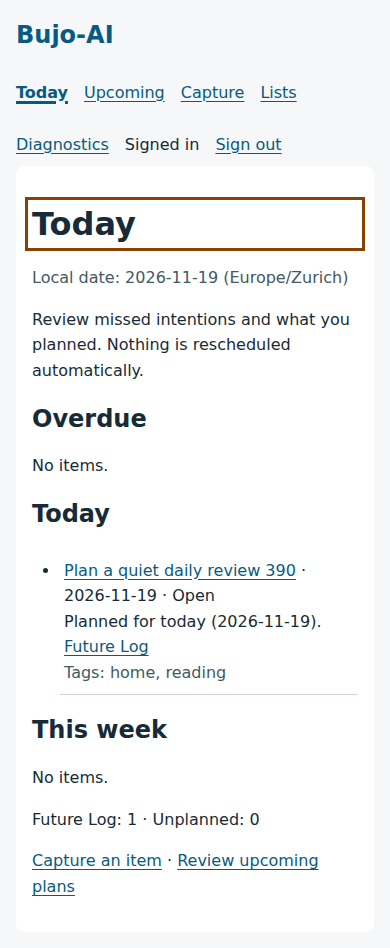 Bujo-AI
Today Upcoming Capture Lists
Diagnostics Signed in Sign out
Today
Local date: 2026-11-19 (Europe/Zurich)
Review missed intentions and what you
planned. Nothing is rescheduled
automatically.
Overdue
No items.
Today
• Plan a quiet daily review 390 ·
2026-11-19 · Open
Planned for today (2026-11-19).
Future Log
Tags: home, reading
This week
No items.
Future Log: 1 · Unplanned: 0
Capture an item · Review upcoming
plans